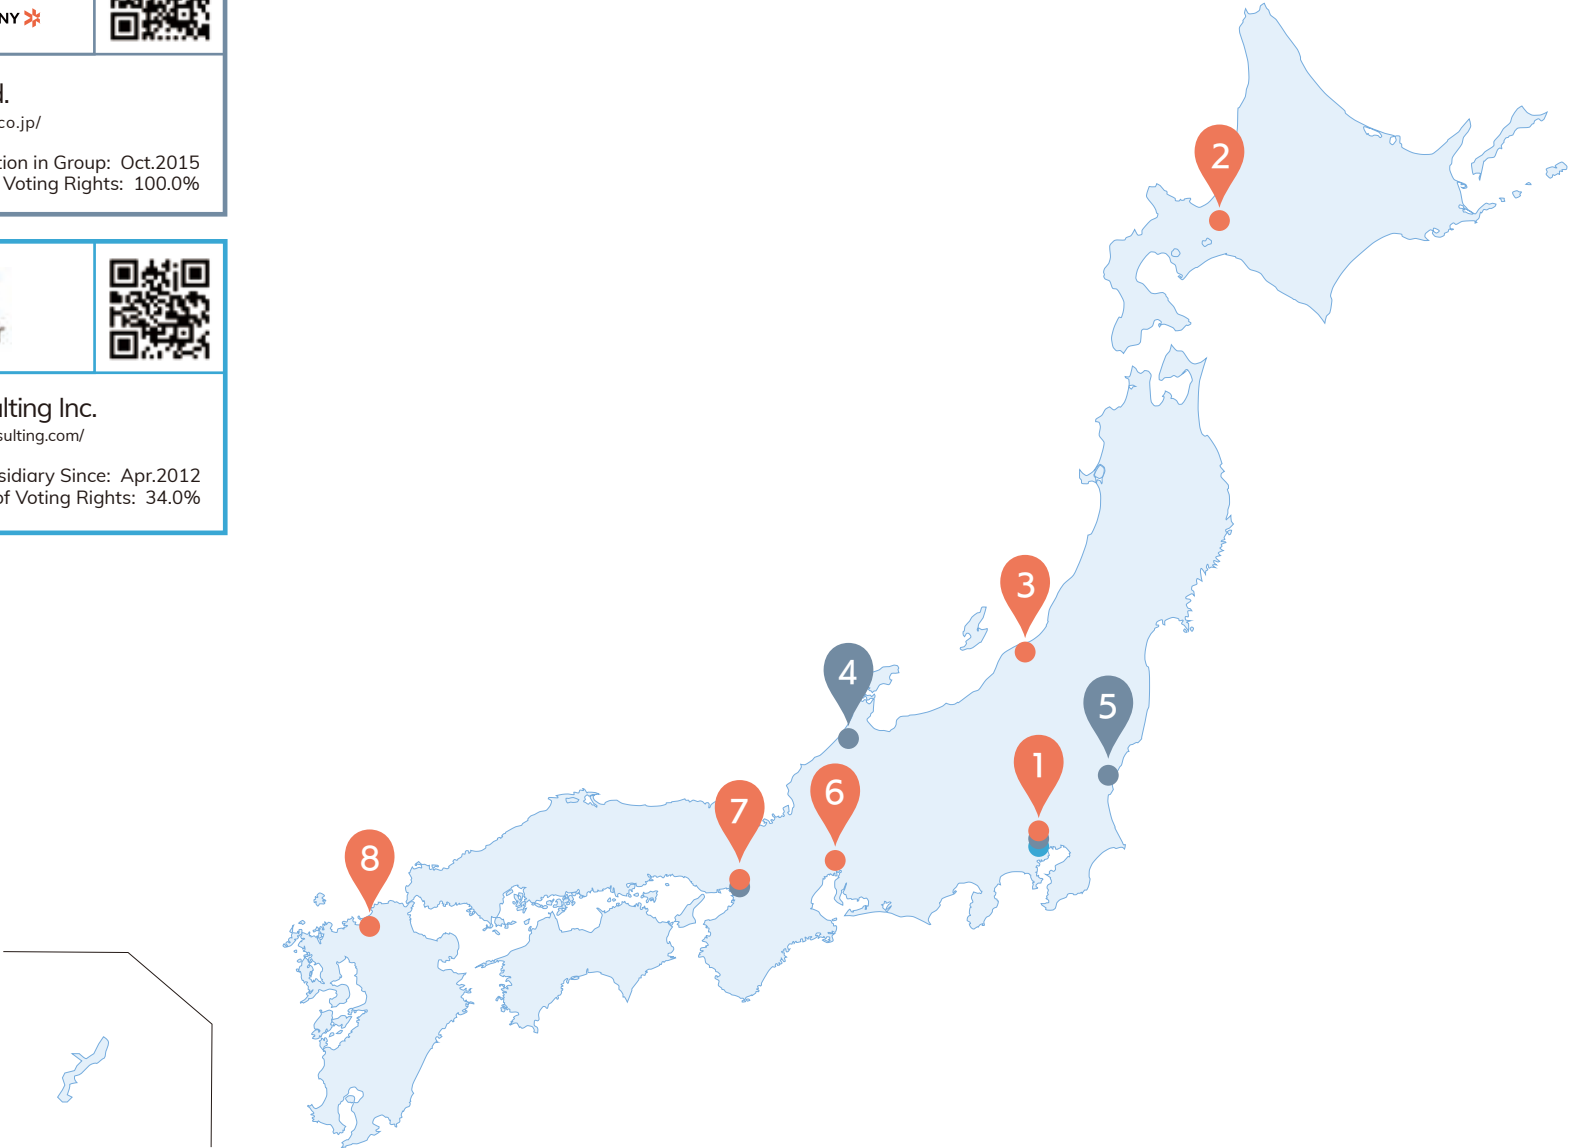 NY
d.
co.jp/
tion in Group: Oct.2015
Voting Rights: 100.0%
lting Inc.
sulting.com/
sidiary Since: Apr.2012
of Voting Rights: 34.0%
2
3
4
5
1
6
7
8